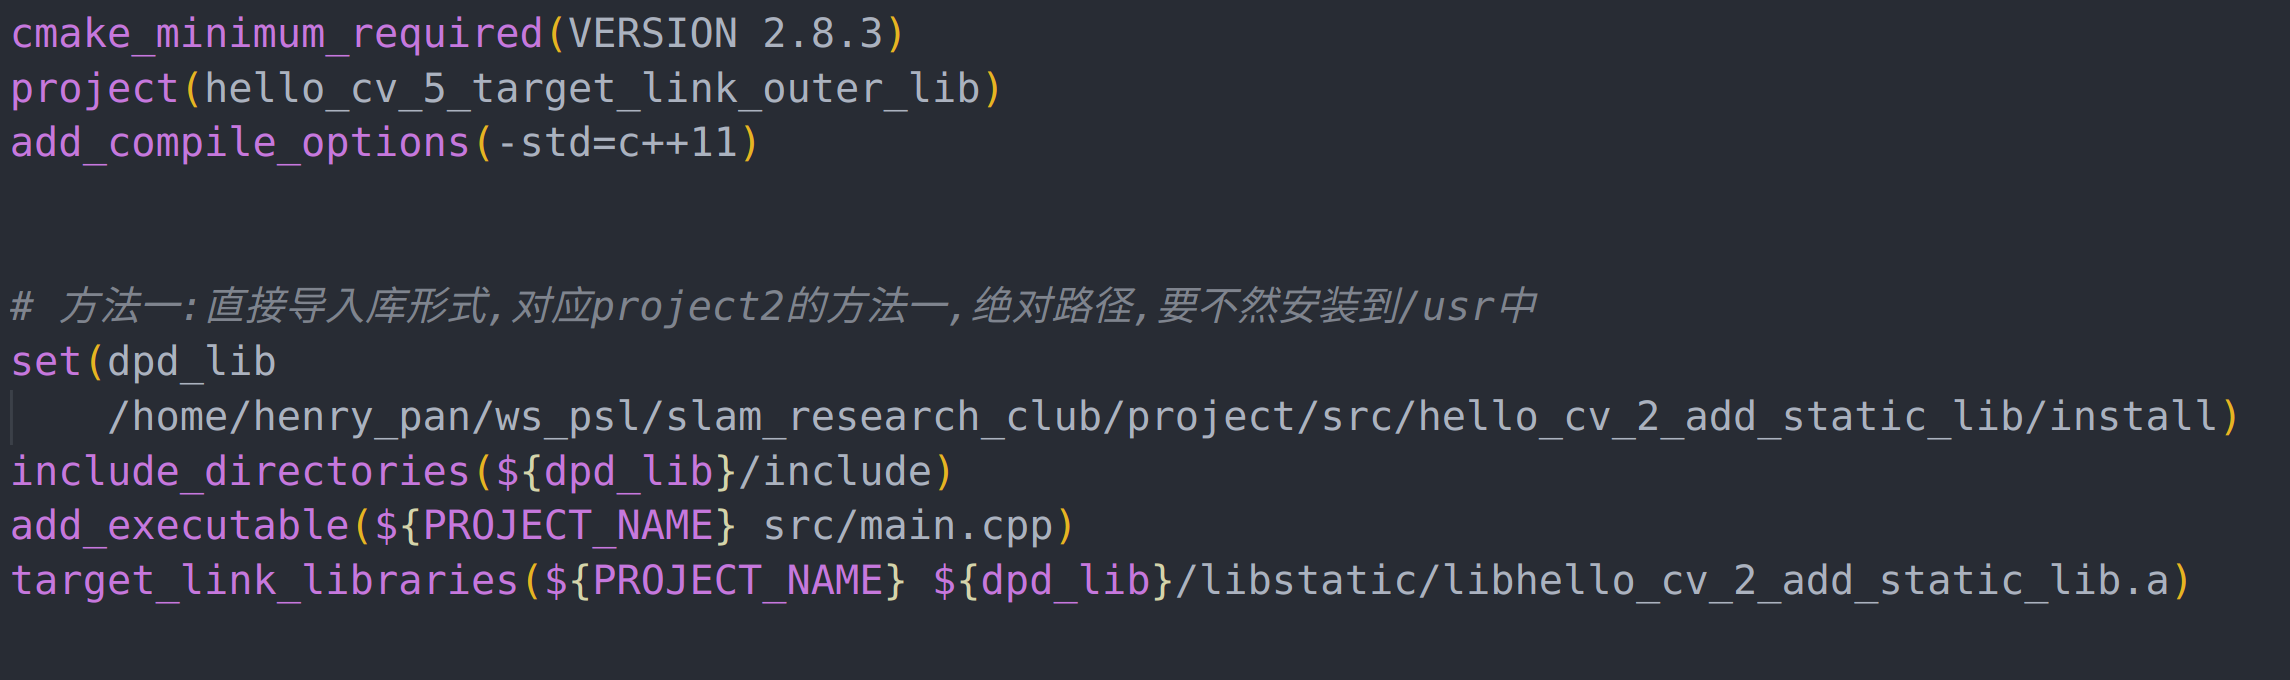 cmake_minimum_required(VERSION 2.8.3)
project(hello_cv_5_target_link_outer_lib)
add_compile_options(-std=c++11)
# 方法一:直接导入库形式,对应project2的方法一,绝对路径,要不然安装到/usr中
set(dpd_lib
    /home/henry_pan/ws_psl/slam_research_club/project/src/hello_cv_2_add_static_lib/install)
include_directories(${dpd_lib}/include)
add_executable(${PROJECT_NAME} src/main.cpp)
target_link_libraries(${PROJECT_NAME} ${dpd_lib}/libstatic/libhello_cv_2_add_static_lib.a)